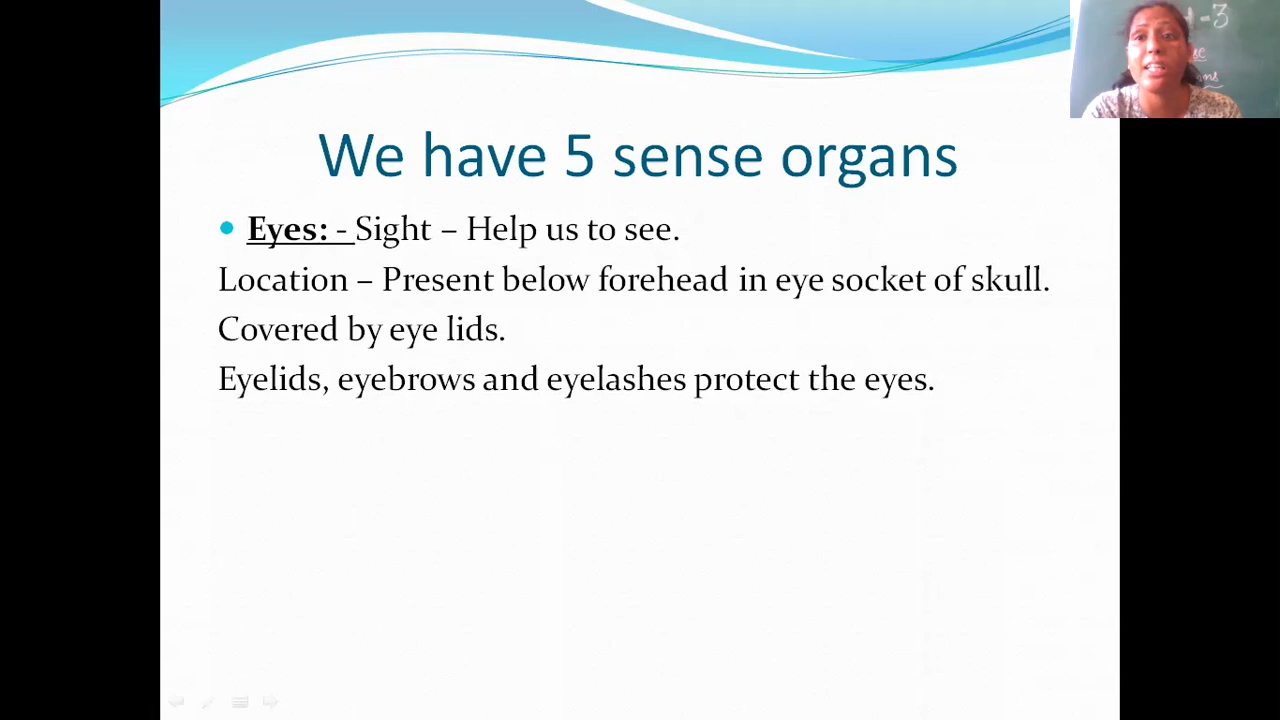 We have 5 sense organs
Eyes: - Sight – Help us to see.
Location – Present below forehead in eye socket of skull.
Covered by eye lids.
Eyelids, eyebrows and eyelashes protect the eyes.